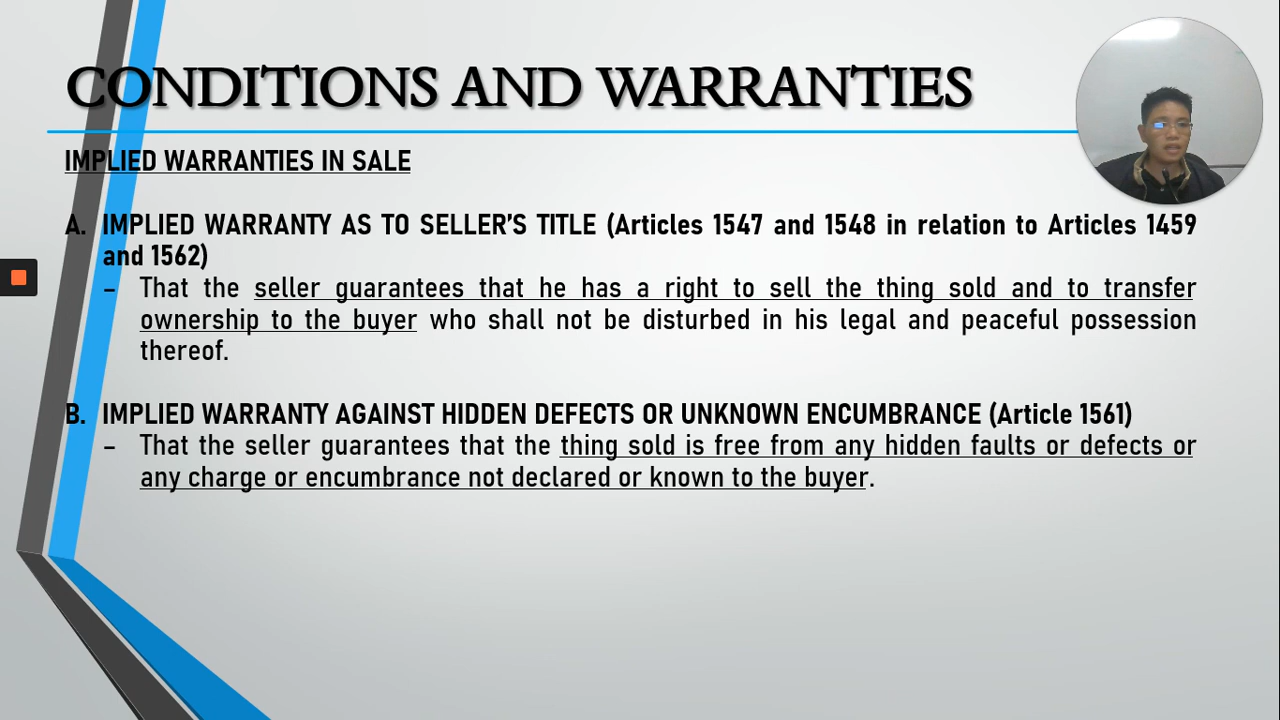 CONDITIONS AND WARRANTIES
IMPLIED WARRANTIES IN SALE
A. IMPLIED WARRANTY AS TO SELLER'S TITLE (Articles 1547 and 1548 in relation to Articles 1459
and 1562)
– That the seller guarantees that he has a right to sell the thing sold and to transfer
ownership to the buyer who shall not be disturbed in his legal and peaceful possession
thereof.
B. IMPLIED WARRANTY AGAINST HIDDEN DEFECTS OR UNKNOWN ENCUMBRANCE (Article 1561)
– That the seller guarantees that the thing sold is free from any hidden faults or defects or
any charge or encumbrance not declared or known to the buyer.